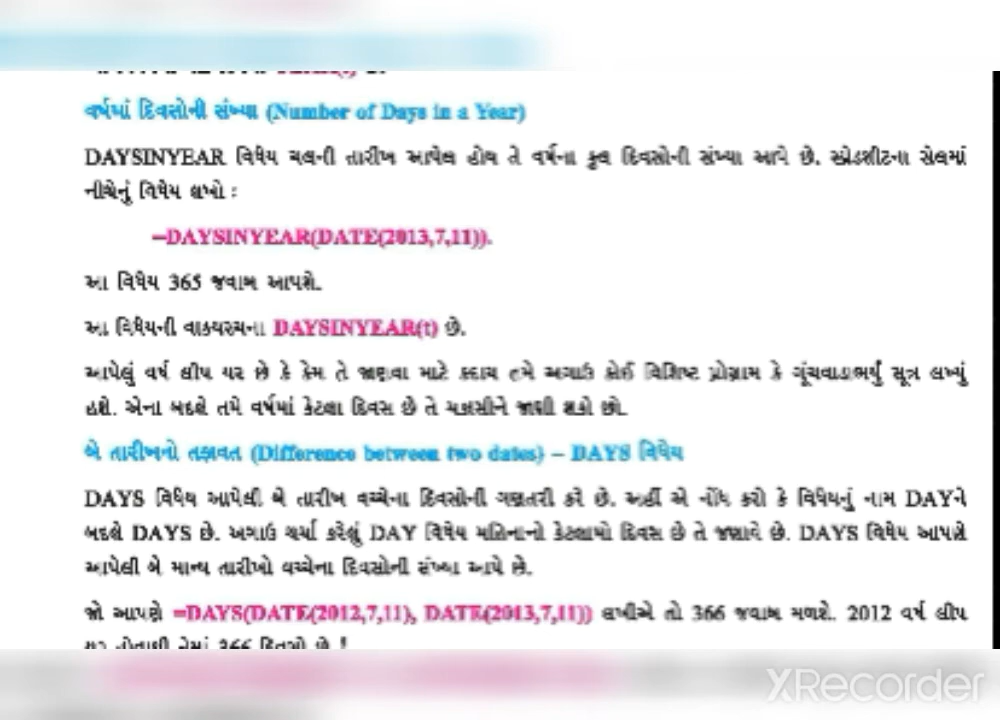 વર્ષમાં દિવસોની સંખ્યા (Number of Days in a Year)
DAYSINYEAR વિધેય ચલની તારીખ આપેલ હોય તે વર્ષના કુલ દિવસોની સંખ્યા આપે છે. સ્પ્રેડશીટના સેલમાં
નીચેનું વિધેય લખો :
=DAYSINYEAR(DATE(2013,7,11)).
આ વિધેય 365 જવાબ આપશે.
આ વિધેયની વાક્યરચના DAYSINYEAR(t) છે.
આપેલું વર્ષ લીપ યર છે કે કેમ તે જાણવા માટે કદાચ તમે અગાઉ કોઈ વિશિષ્ટ પ્રોગ્રામ કે ગૂંચવાડાભર્યું સૂત્ર લખ્યું
હશે. એના બદલે તમે વર્ષમાં કેટલા દિવસ છે તે ચકાસીને જાણી શકો છો.
બે તારીખનો તફાવત (Difference between two dates) – DAYS વિધેય
DAYS વિધેય આપેલી બે તારીખ વચ્ચેના દિવસોની ગણતરી કરે છે. અહીં એ નોંધ કરો કે વિધેયનું નામ DAYને
બદલે DAYS છે. અગાઉ ચર્ચા કરેલું DAY વિધેય મહિનાનો કેટલામો દિવસ છે તે જણાવે છે. DAYS વિધેય આપણે
આપેલી બે માન્ય તારીખો વચ્ચેના દિવસોની સંખ્યા આપે છે.
જો આપણે =DAYS(DATE(2012,7,11), DATE(2013,7,11)) લખીએ તો 366 જવાબ મળશે. 2012 વર્ષ લીપ
XRecorder